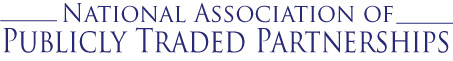 National Association of
Publicly Traded Partnerships